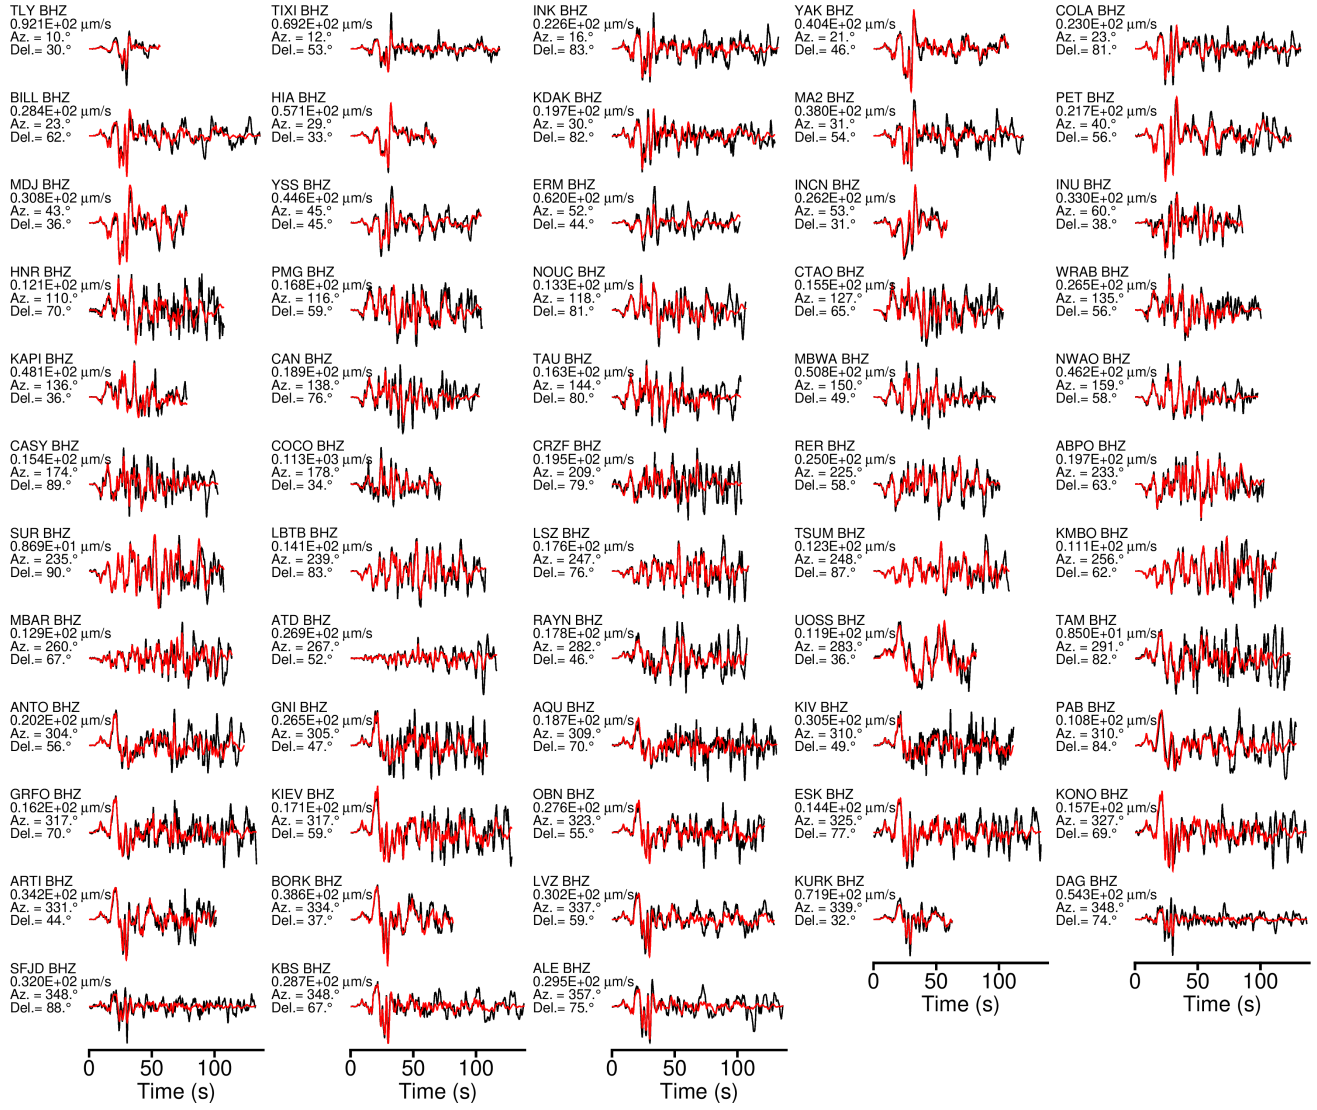 TLY BHZ
0.921E+02 μm/s
Az. = 10.°
Del.= 30.°
TIXI BHZ
0.692E+02 μm/s
Az. = 12.°
Del.= 53.°
INK BHZ
0.226E+02 μm/s
Az. = 16.°
Del.= 83.°
YAK BHZ
0.404E+02 μm/s
Az. = 21.°
Del.= 46.°
COLA BHZ
0.230E+02 μm/s
Az. = 23.°
Del.= 81.°
BILL BHZ
0.284E+02 μm/s
Az. = 23.°
Del.= 62.°
HIA BHZ
0.571E+02 μm/s
Az. = 29.°
Del.= 33.°
KDAK BHZ
0.197E+02 μm/s
Az. = 30.°
Del.= 82.°
MA2 BHZ
0.380E+02 μm/s
Az. = 31.°
Del.= 54.°
PET BHZ
0.217E+02 μm/s
Az. = 40.°
Del.= 56.°
MDJ BHZ
0.308E+02 μm/s
Az. = 43.°
Del.= 36.°
YSS BHZ
0.446E+02 μm/s
Az. = 45.°
Del.= 45.°
ERM BHZ
0.620E+02 μm/s
Az. = 52.°
Del.= 44.°
INCN BHZ
0.262E+02 μm/s
Az. = 53.°
Del.= 31.°
INU BHZ
0.330E+02 μm/s
Az. = 60.°
Del.= 38.°
HNR BHZ
0.121E+02 μm/s
Az. = 110.°
Del.= 70.°
PMG BHZ
0.168E+02 μm/s
Az. = 116.°
Del.= 59.°
NOUC BHZ
0.133E+02 μm/s
Az. = 118.°
Del.= 81.°
CTAO BHZ
0.155E+02 μm/s
Az. = 127.°
Del.= 65.°
WRAB BHZ
0.265E+02 μm/s
Az. = 135.°
Del.= 56.°
KAPI BHZ
0.481E+02 μm/s
Az. = 136.°
Del.= 36.°
CAN BHZ
0.189E+02 μm/s
Az. = 138.°
Del.= 76.°
TAU BHZ
0.163E+02 μm/s
Az. = 144.°
Del.= 80.°
MBWA BHZ
0.508E+02 μm/s
Az. = 150.°
Del.= 49.°
NWAO BHZ
0.462E+02 μm/s
Az. = 159.°
Del.= 58.°
CASY BHZ
0.154E+02 μm/s
Az. = 174.°
Del.= 89.°
COCO BHZ
0.113E+03 μm/s
Az. = 178.°
Del.= 34.°
CRZF BHZ
0.195E+02 μm/s
Az. = 209.°
Del.= 79.°
RER BHZ
0.250E+02 μm/s
Az. = 225.°
Del.= 58.°
ABPO BHZ
0.197E+02 μm/s
Az. = 233.°
Del.= 63.°
SUR BHZ
0.869E+01 μm/s
Az. = 235.°
Del.= 90.°
LBTB BHZ
0.141E+02 μm/s
Az. = 239.°
Del.= 83.°
LSZ BHZ
0.176E+02 μm/s
Az. = 247.°
Del.= 76.°
TSUM BHZ
0.123E+02 μm/s
Az. = 248.°
Del.= 87.°
KMBO BHZ
0.111E+02 μm/s
Az. = 256.°
Del.= 62.°
MBAR BHZ
0.129E+02 μm/s
Az. = 260.°
Del.= 67.°
ATD BHZ
0.269E+02 μm/s
Az. = 267.°
Del.= 52.°
RAYN BHZ
0.178E+02 μm/s
Az. = 282.°
Del.= 46.°
UOSS BHZ
0.119E+02 μm/s
Az. = 283.°
Del.= 36.°
TAM BHZ
0.850E+01 μm/s
Az. = 291.°
Del.= 82.°
ANTO BHZ
0.202E+02 μm/s
Az. = 304.°
Del.= 56.°
GNI BHZ
0.265E+02 μm/s
Az. = 305.°
Del.= 47.°
AQU BHZ
0.187E+02 μm/s
Az. = 309.°
Del.= 70.°
KIV BHZ
0.305E+02 μm/s
Az. = 310.°
Del.= 49.°
PAB BHZ
0.108E+02 μm/s
Az. = 310.°
Del.= 84.°
GRFO BHZ
0.162E+02 μm/s
Az. = 317.°
Del.= 70.°
KIEV BHZ
0.171E+02 μm/s
Az. = 317.°
Del.= 59.°
OBN BHZ
0.276E+02 μm/s
Az. = 323.°
Del.= 55.°
ESK BHZ
0.144E+02 μm/s
Az. = 325.°
Del.= 77.°
KONO BHZ
0.157E+02 μm/s
Az. = 327.°
Del.= 69.°
ARTI BHZ
0.342E+02 μm/s
Az. = 331.°
Del.= 44.°
BORK BHZ
0.386E+02 μm/s
Az. = 334.°
Del.= 37.°
LVZ BHZ
0.302E+02 μm/s
Az. = 337.°
Del.= 59.°
KURK BHZ
0.719E+02 μm/s
Az. = 339.°
Del.= 32.°
DAG BHZ
0.543E+02 μm/s
Az. = 348.°
Del.= 74.°
SFJD BHZ
0.320E+02 μm/s
Az. = 348.°
Del.= 88.°
KBS BHZ
0.287E+02 μm/s
Az. = 348.°
Del.= 67.°
ALE BHZ
0.295E+02 μm/s
Az. = 357.°
Del.= 75.°
0 50 100
Time (s)
0 50 100
Time (s)
0 50 100
Time (s)
0 50 100
Time (s)
0 50 100
Time (s)